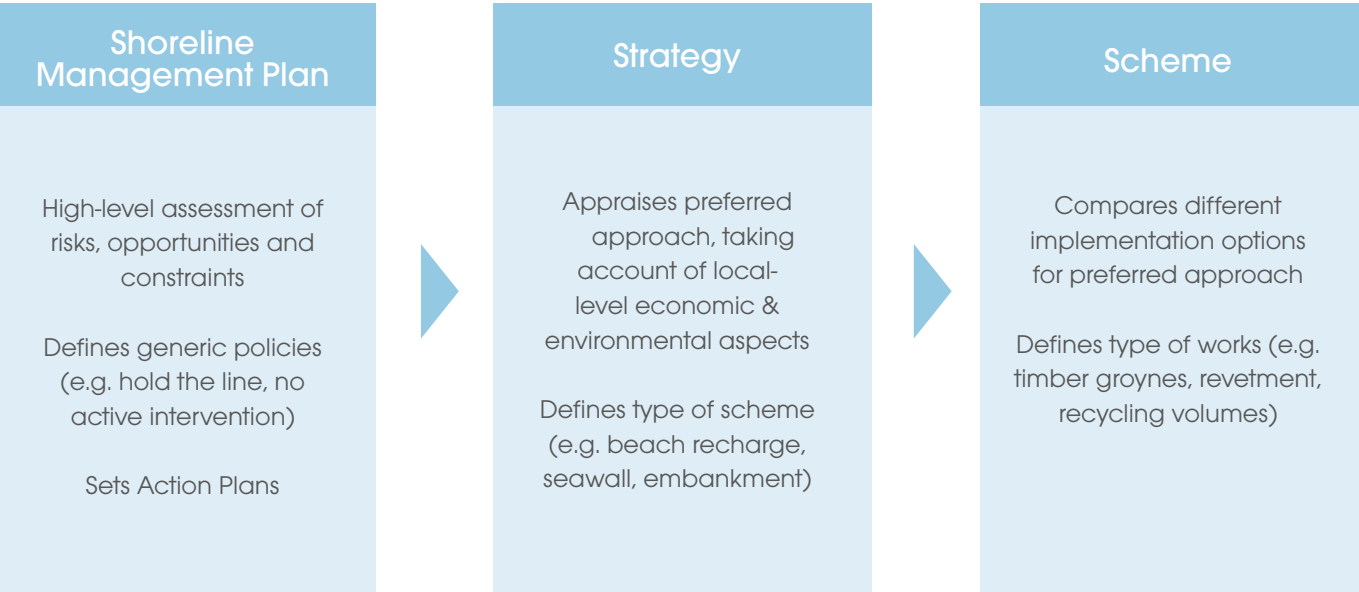 Shoreline
Management Plan
High-level assessment of
risks, opportunities and
constraints
Defines generic policies
(e.g. hold the line, no
active intervention)
Sets Action Plans
Strategy
Appraises preferred
approach, taking
account of local-
level economic &
environmental aspects
Defines type of scheme
(e.g. beach recharge,
seawall, embankment)
Scheme
Compares different
implementation options
for preferred approach
Defines type of works (e.g.
timber groynes, revetment,
recycling volumes)